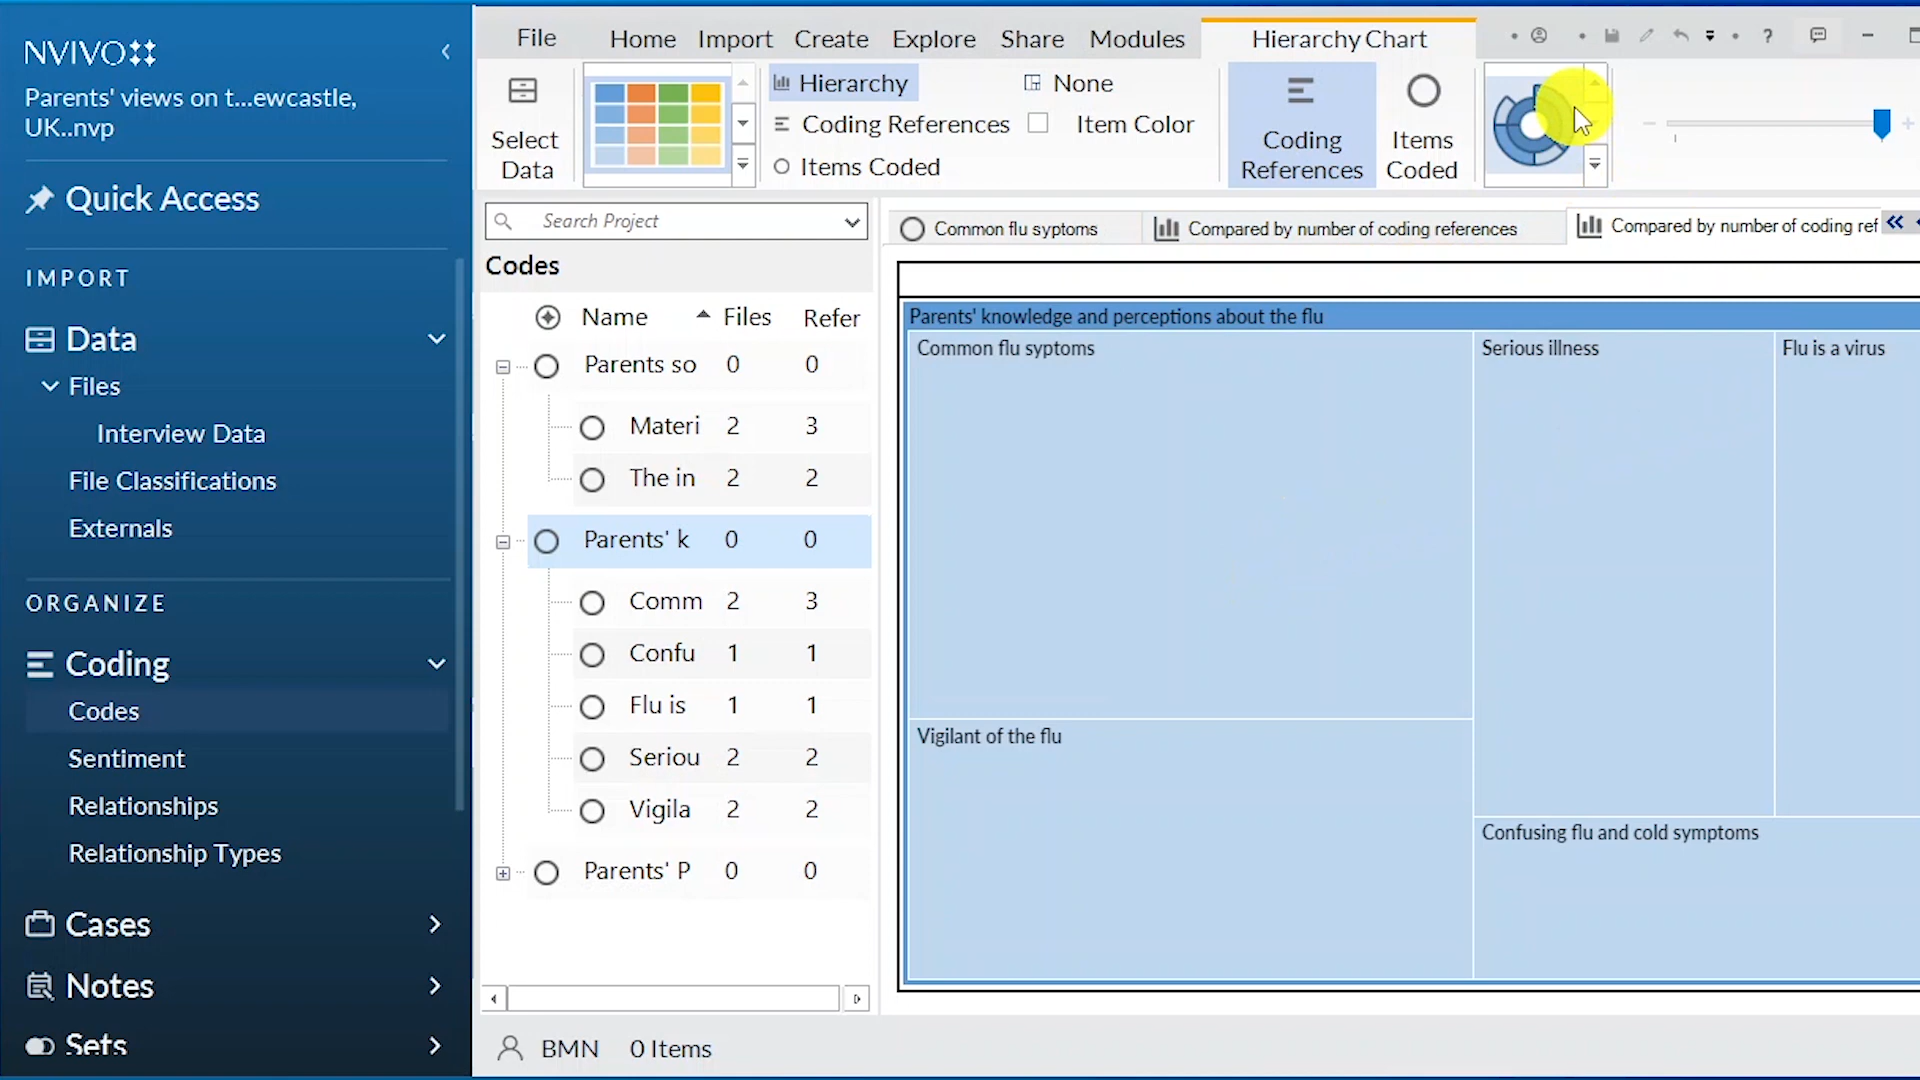 NVIVO
Parents' views on t...ewcastle,
UK..nvp
Quick Access
IMPORT
Data
Files
Interview Data
File Classifications
Externals
ORGANIZE
Coding
Codes
Sentiment
Relationships
Relationship Types
Cases
Notes
Sets
File
Home
Import
Create
Explore
Share
Modules
Hierarchy Chart
?
Select
Data
Hierarchy
Coding References
Items Coded
None
Item Color
Coding
References
Items
Coded
Search Project
Codes
Name Files Refer
Parents so 0 0
Materi 2 3
The in 2 2
Parents' k 0 0
Comm 2 3
Confu 1 1
Flu is 1 1
Seriou 2 2
Vigila 2 2
Parents' P 0 0
Common flu syptoms
Compared by number of coding references
Compared by number of coding ref
Parents' knowledge and perceptions about the flu
Common flu syptoms
Serious illness
Flu is a virus
Vigilant of the flu
Confusing flu and cold symptoms
BMN 0 Items